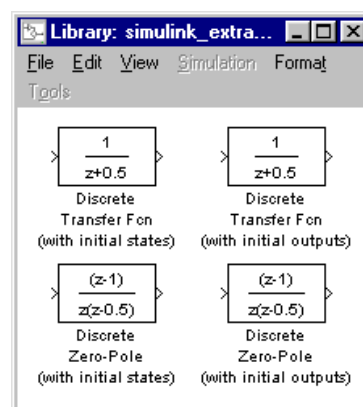 Library: simulink_extra...
File Edit View Simulation Format
Tools
1 1
z+0.5 z+0.5
Discrete Discrete
Transfer Fcn Transfer Fcn
(with initial states) (with initial outputs)
(z-1) (z-1)
z(z-0.5) z(z-0.5)
Discrete Discrete
Zero-Pole Zero-Pole
(with initial states) (with initial outputs)